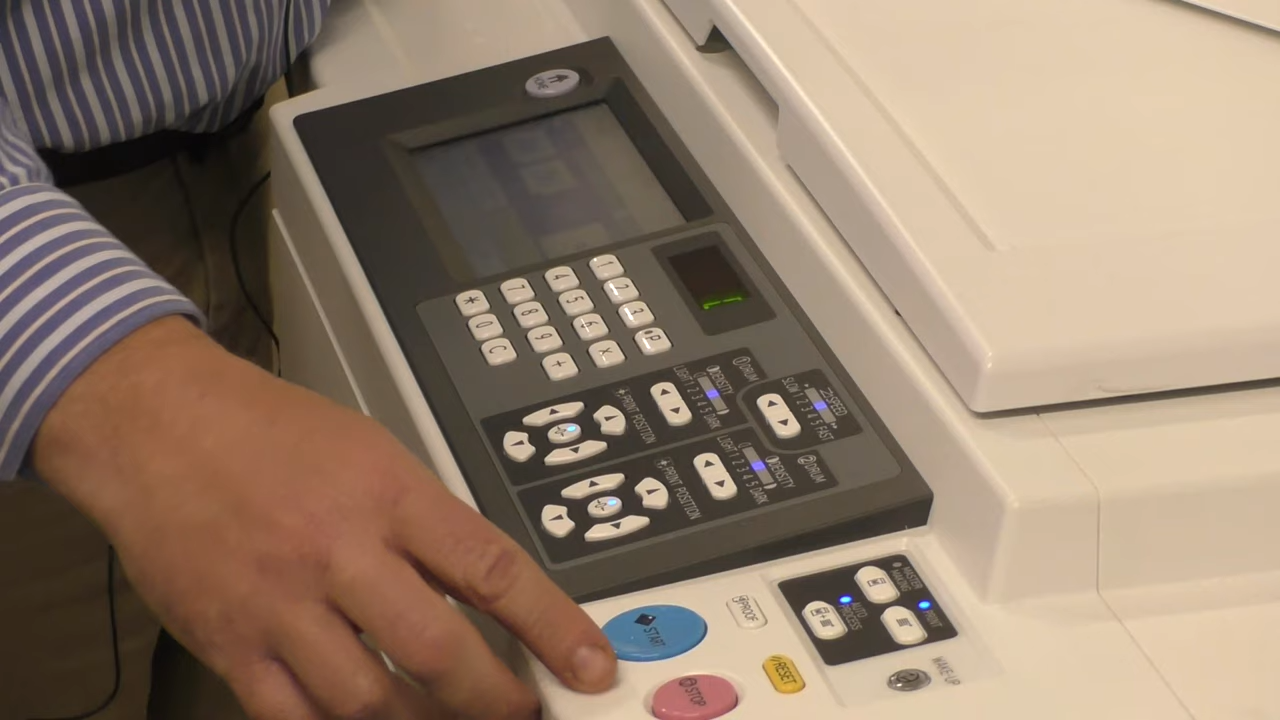 HOME
1 2 3 P
4 5 6 ×
7 8 9 +
* 0 C
①DRUM
DENSITY
LIGHT 1 2 3 4 5 DARK
PRINT POSITION
SPEED
SLOW 1 2 3 4 5 FAST
②DRUM
DENSITY
LIGHT 1 2 3 4 5 DARK
PRINT POSITION
START
PROOF
STOP
RESET
MASTER
MAKING
PRINT
AUTO
PROCESS
WAKE-UP